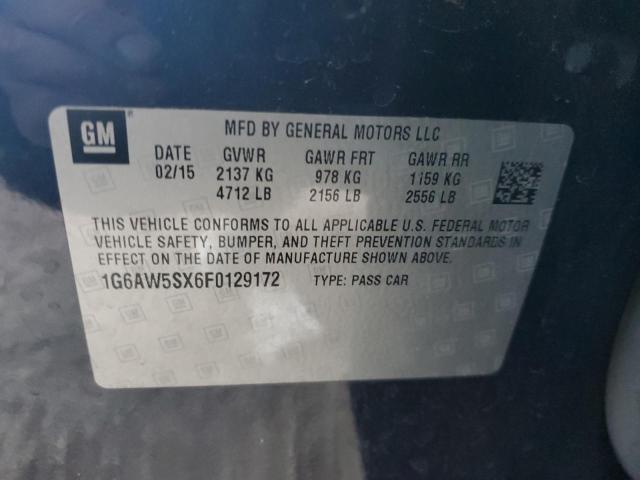 GM
MFD BY GENERAL MOTORS LLC
DATE GVWR GAWR FRT GAWR RR
02/15 2137 KG 978 KG 1159 KG
4712 LB 2156 LB 2556 LB
THIS VEHICLE CONFORMS TO ALL APPLICABLE U.S. FEDERAL MOTOR
VEHICLE SAFETY, BUMPER, AND THEFT PREVENTION STANDARDS IN
EFFECT ON THE DATE OF MANUFACTURE SHOWN ABOVE.
1G6AW5SX6F0129172 TYPE: PASS CAR